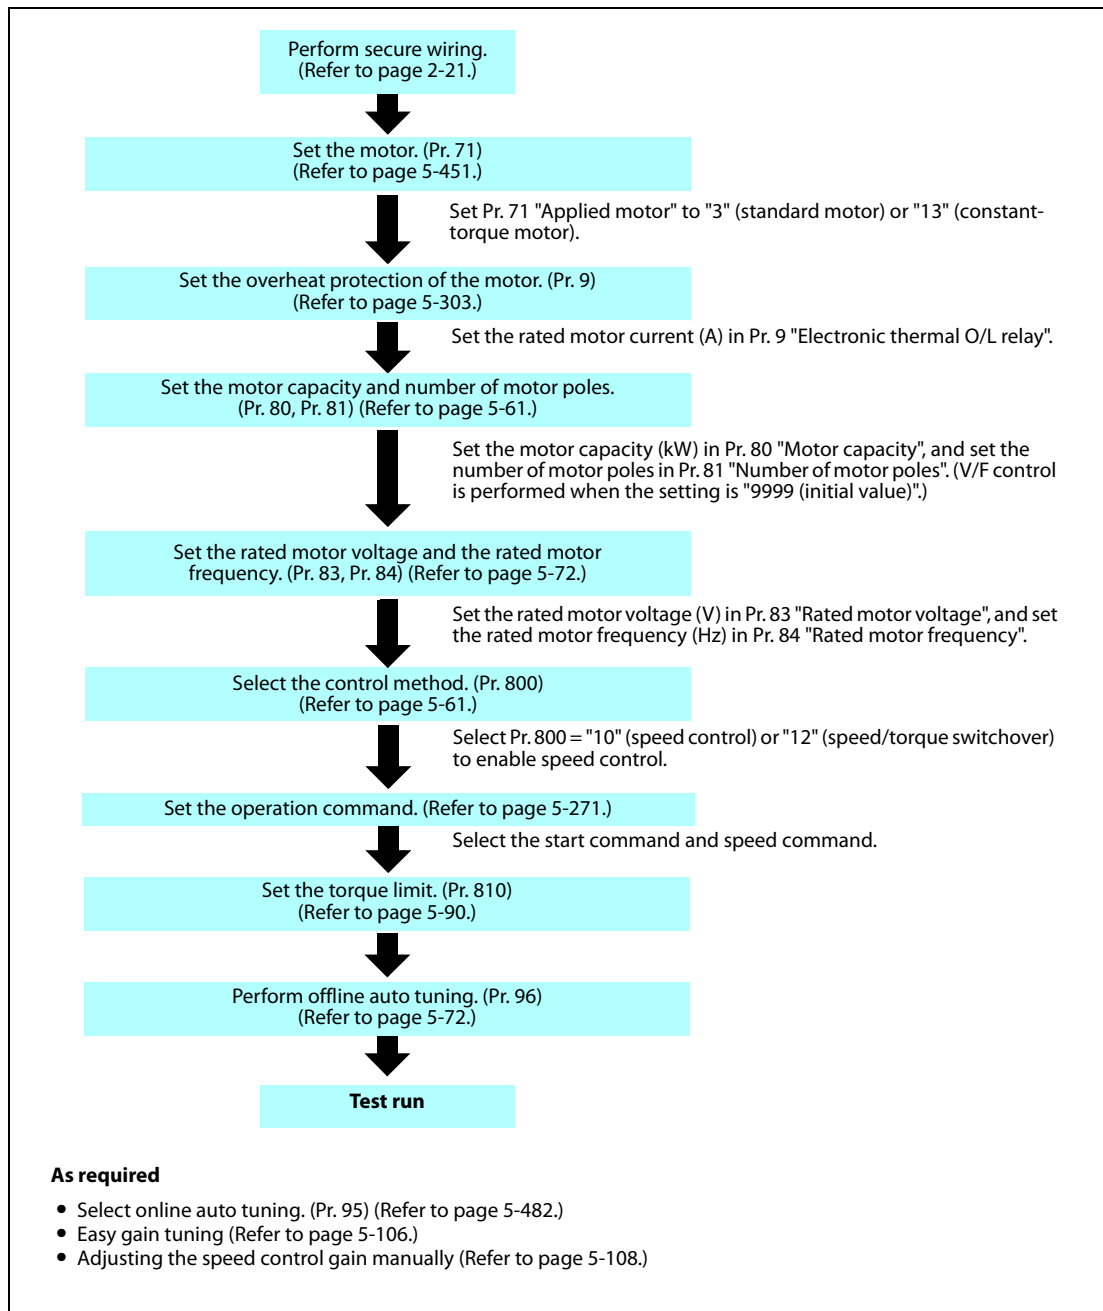 Perform secure wiring.
(Refer to page 2-21.)
Set the motor. (Pr. 71)
(Refer to page 5-451.)
Set Pr. 71 "Applied motor" to "3" (standard motor) or "13" (constant-
torque motor).
Set the overheat protection of the motor. (Pr. 9)
(Refer to page 5-303.)
Set the rated motor current (A) in Pr. 9 "Electronic thermal O/L relay".
Set the motor capacity and number of motor poles.
(Pr. 80, Pr. 81) (Refer to page 5-61.)
Set the motor capacity (kW) in Pr. 80 "Motor capacity", and set the
number of motor poles in Pr. 81 "Number of motor poles". (V/F control
is performed when the setting is "9999 (initial value)".)
Set the rated motor voltage and the rated motor
frequency. (Pr. 83, Pr. 84) (Refer to page 5-72.)
Set the rated motor voltage (V) in Pr. 83 "Rated motor voltage", and set
the rated motor frequency (Hz) in Pr. 84 "Rated motor frequency".
Select the control method. (Pr. 800)
(Refer to page 5-61.)
Select Pr. 800 = "10" (speed control) or "12" (speed/torque switchover)
to enable speed control.
Set the operation command. (Refer to page 5-271.)
Select the start command and speed command.
Set the torque limit. (Pr. 810)
(Refer to page 5-90.)
Perform offline auto tuning. (Pr. 96)
(Refer to page 5-72.)
Test run
As required
• Select online auto tuning. (Pr. 95) (Refer to page 5-482.)
• Easy gain tuning (Refer to page 5-106.)
• Adjusting the speed control gain manually (Refer to page 5-108.)